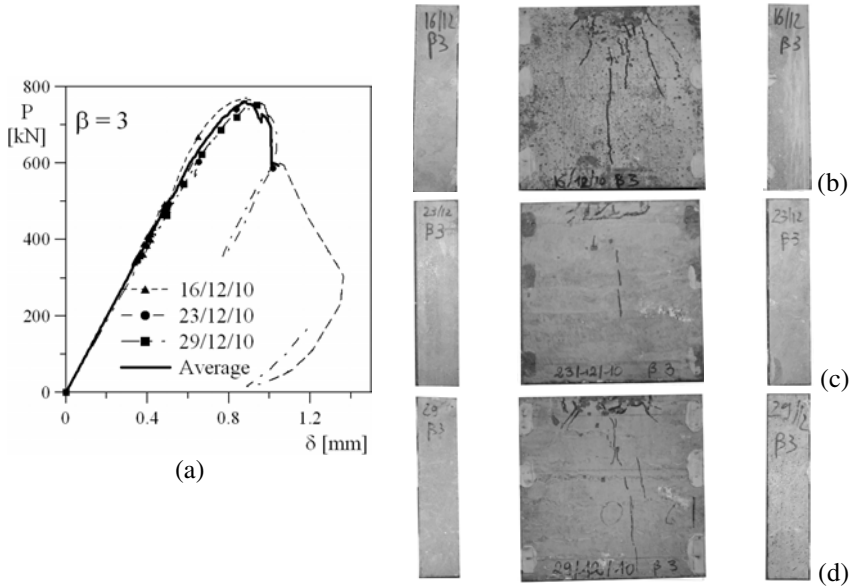 800
P
[kN]
600
400
200
0
β = 3
16/12/10
23/12/10
29/12/10
Average
0
0.4
0.8
1.2
δ [mm]
(a)
16/12
β3
15/12/10 β3
16/12
β3
(b)
23/12
β3
23/12/10 β 3
23/12
β3
(c)
29
β3
29/12/10 β3
29/12
β3
(d)